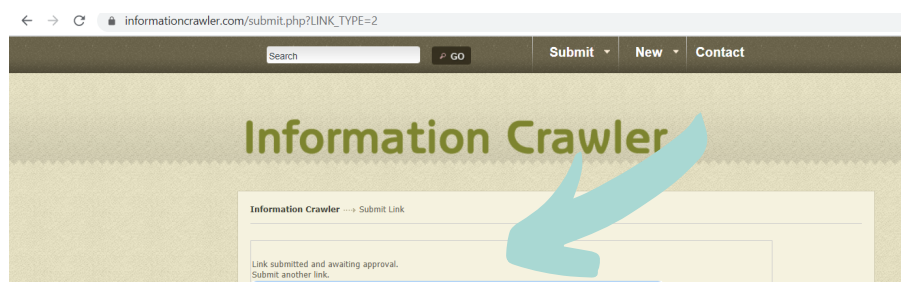 informationcrawler.com/submit.php?LINK_TYPE=2
Search GO Submit New Contact
Information Crawler
Information Crawler ····> Submit Link
Link submitted and awaiting approval.
Submit another link.